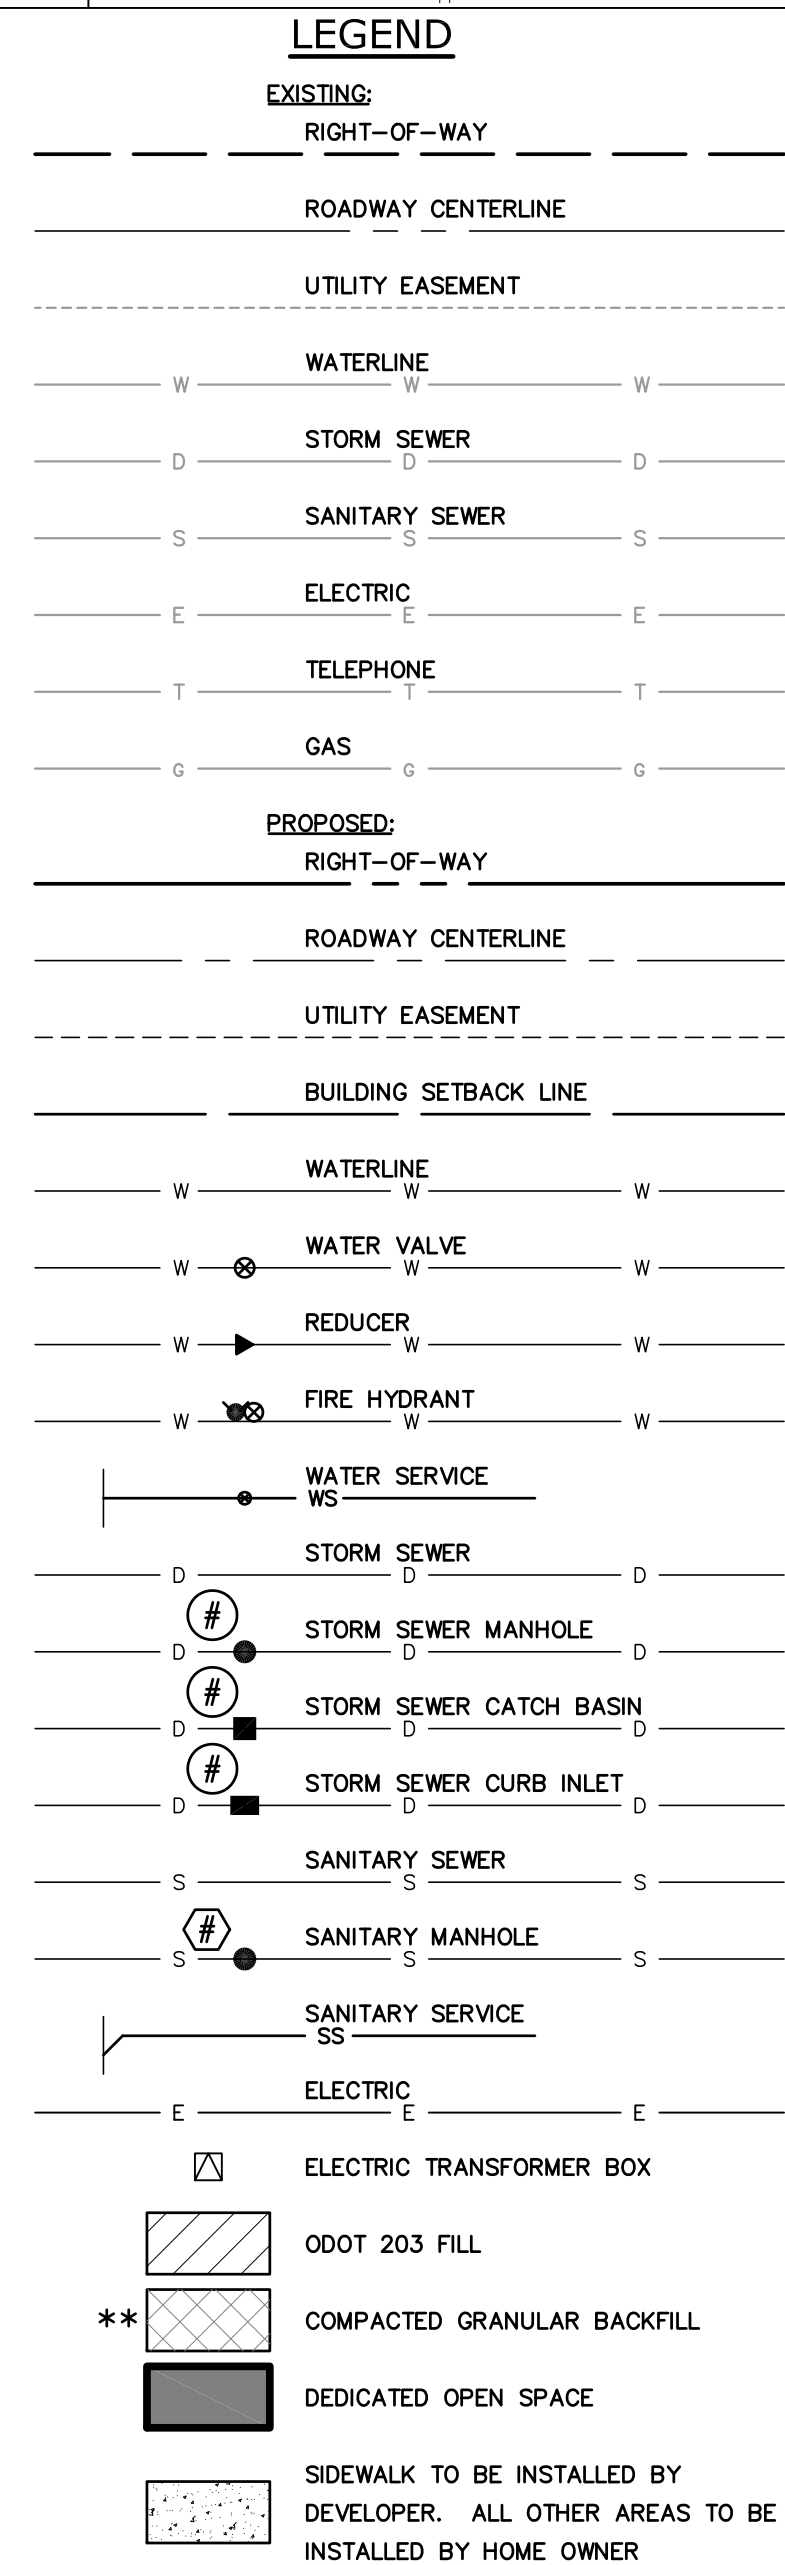 LEGEND
EXISTING:
RIGHT-OF-WAY
ROADWAY CENTERLINE
UTILITY EASEMENT
WATERLINE
W W W
STORM SEWER
D D D
SANITARY SEWER
S S S
ELECTRIC
E E E
TELEPHONE
T T T
GAS
G G G
PROPOSED:
RIGHT-OF-WAY
ROADWAY CENTERLINE
UTILITY EASEMENT
BUILDING SETBACK LINE
WATERLINE
W W W
WATER VALVE
W W W
REDUCER
W W W
FIRE HYDRANT
W W W
WATER SERVICE
WS
STORM SEWER
D D D
# STORM SEWER MANHOLE
D D D
# STORM SEWER CATCH BASIN
D D D
# STORM SEWER CURB INLET
D D D
SANITARY SEWER
S S S
# SANITARY MANHOLE
S S S
SANITARY SERVICE
SS
ELECTRIC
E E E
ELECTRIC TRANSFORMER BOX
ODOT 203 FILL
** COMPACTED GRANULAR BACKFILL
DEDICATED OPEN SPACE
SIDEWALK TO BE INSTALLED BY
DEVELOPER. ALL OTHER AREAS TO BE
INSTALLED BY HOME OWNER